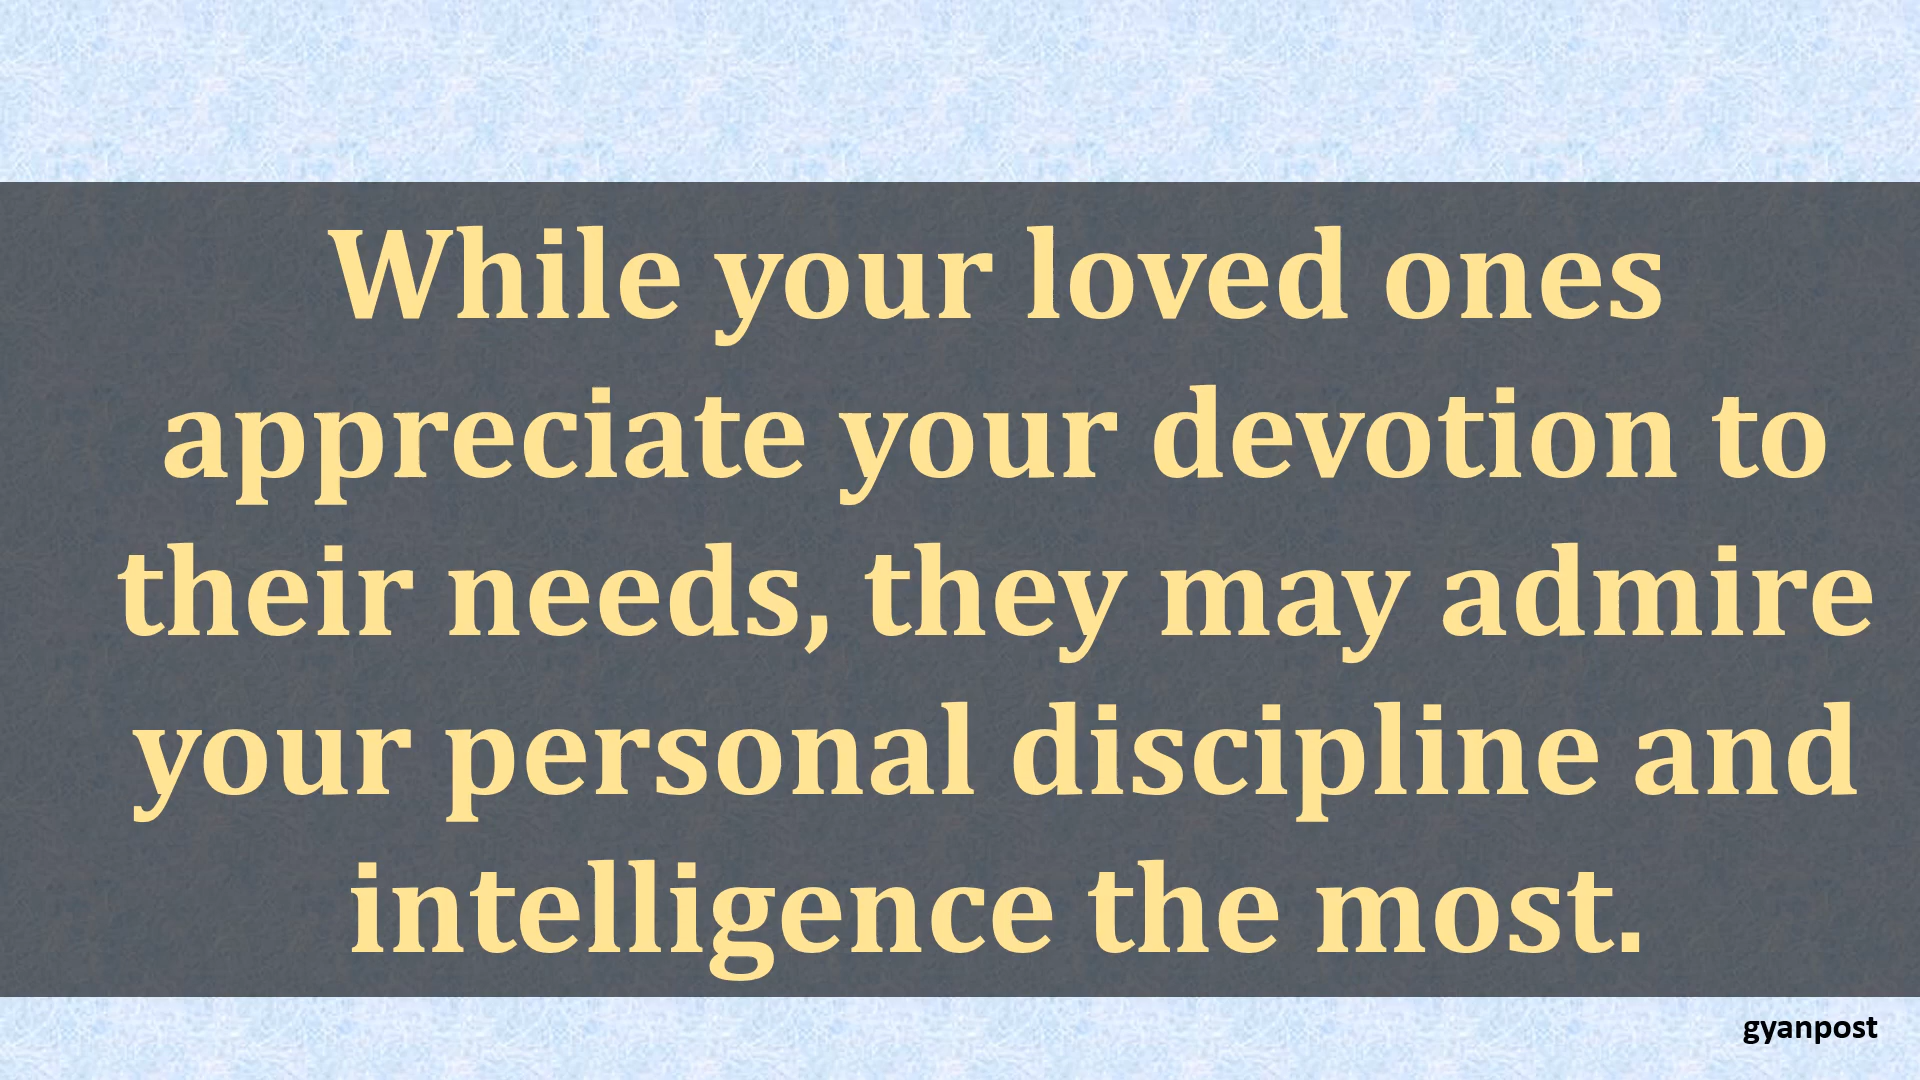 While your loved ones
appreciate your devotion to
their needs, they may admire
your personal discipline and
intelligence the most.
gyanpost